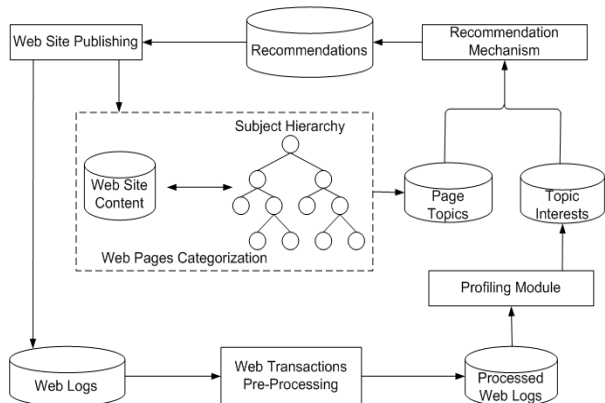 Web Site Publishing
Recommendations
Recommendation
Mechanism
Subject Hierarchy
Web Site
Content
Page
Topics
Topic
Interests
Web Pages Categorization
Profiling Module
Web Logs
Web Transactions
Pre-Processing
Processed
Web Logs